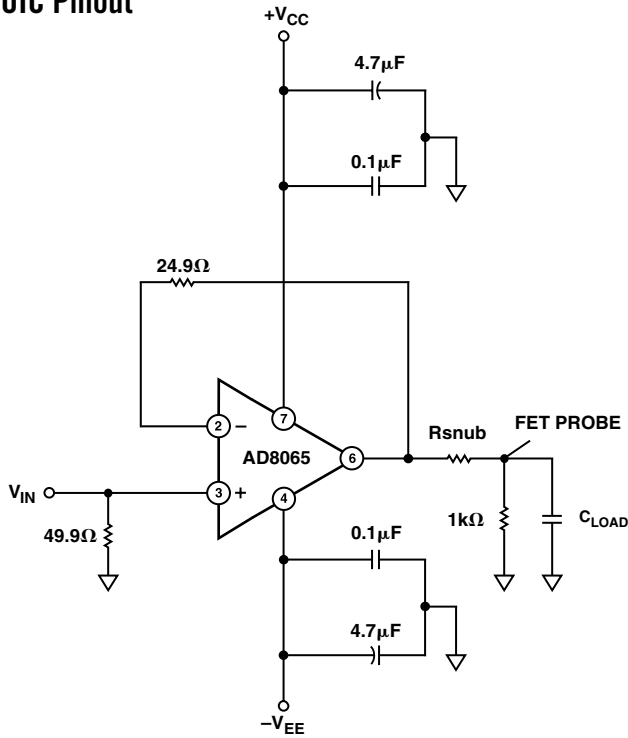 Pinout
+VCC
4.7µF
0.1µF
24.9Ω
7
2
–
AD8065
6
Rsnub
FET PROBE
VIN
3
+
4
49.9Ω
1kΩ
CLOAD
0.1µF
4.7µF
–VEE